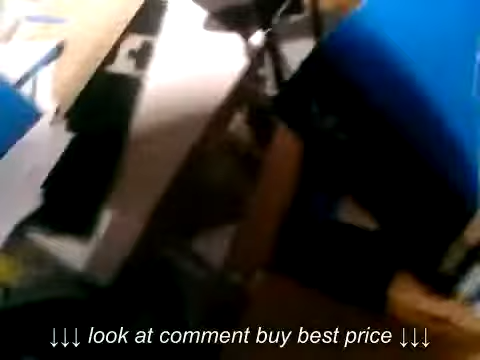 ↓↓↓ look at comment buy best price ↓↓↓